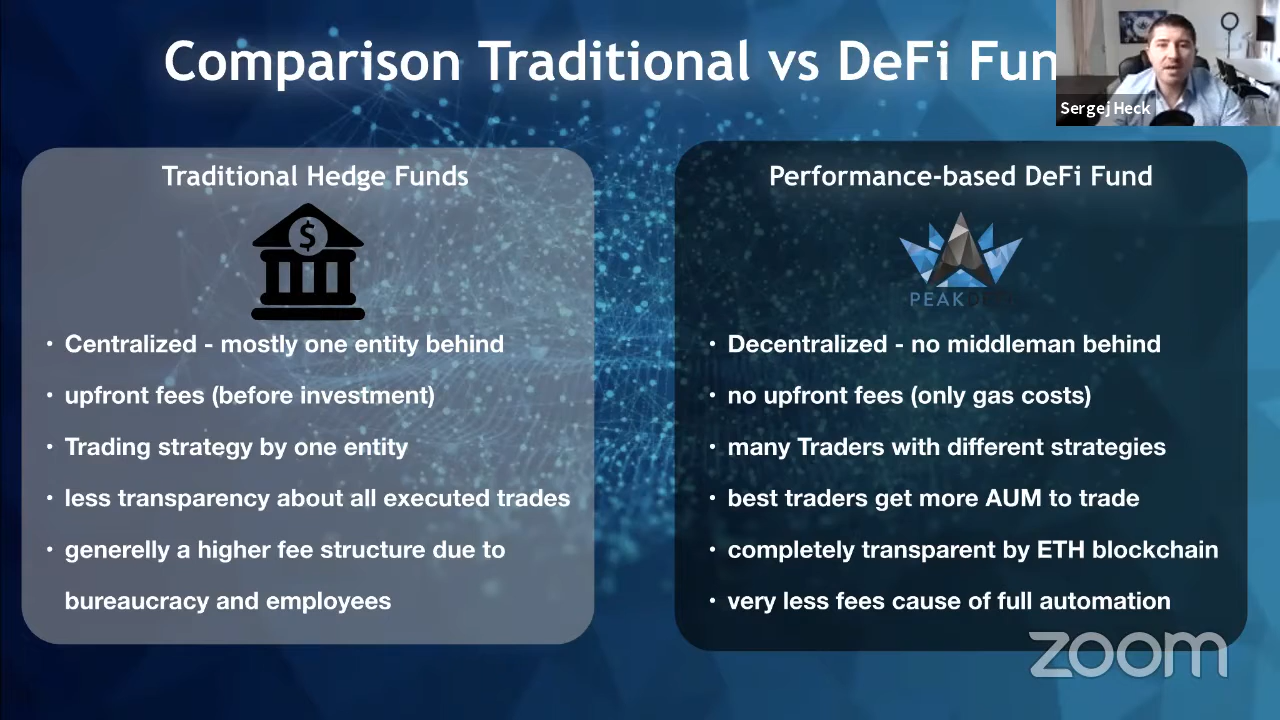 Comparison Traditional vs DeFi Fun
Sergej Heck
Traditional Hedge Funds
$
• Centralized - mostly one entity behind
• upfront fees (before investment)
• Trading strategy by one entity
• less transparency about all executed trades
• generelly a higher fee structure due to
bureaucracy and employees
Performance-based DeFi Fund
PEAKDEFI
• Decentralized - no middleman behind
• no upfront fees (only gas costs)
• many Traders with different strategies
• best traders get more AUM to trade
• completely transparent by ETH blockchain
• very less fees cause of full automation
zoom